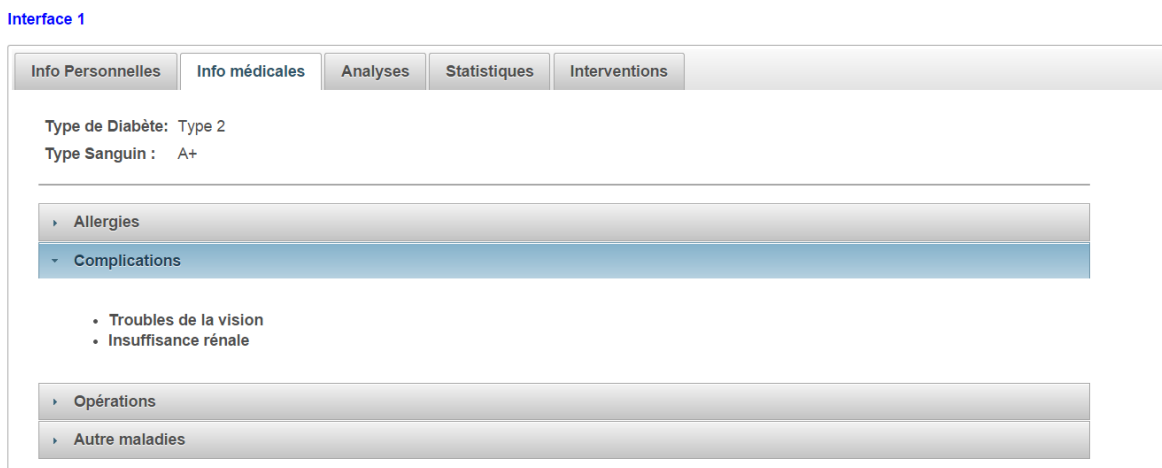 Interface 1
Info Personnelles Info médicales Analyses Statistiques Interventions
Type de Diabète: Type 2
Type Sanguin : A+
Allergies
Complications
• Troubles de la vision
• Insuffisance rénale
Opérations
Autre maladies